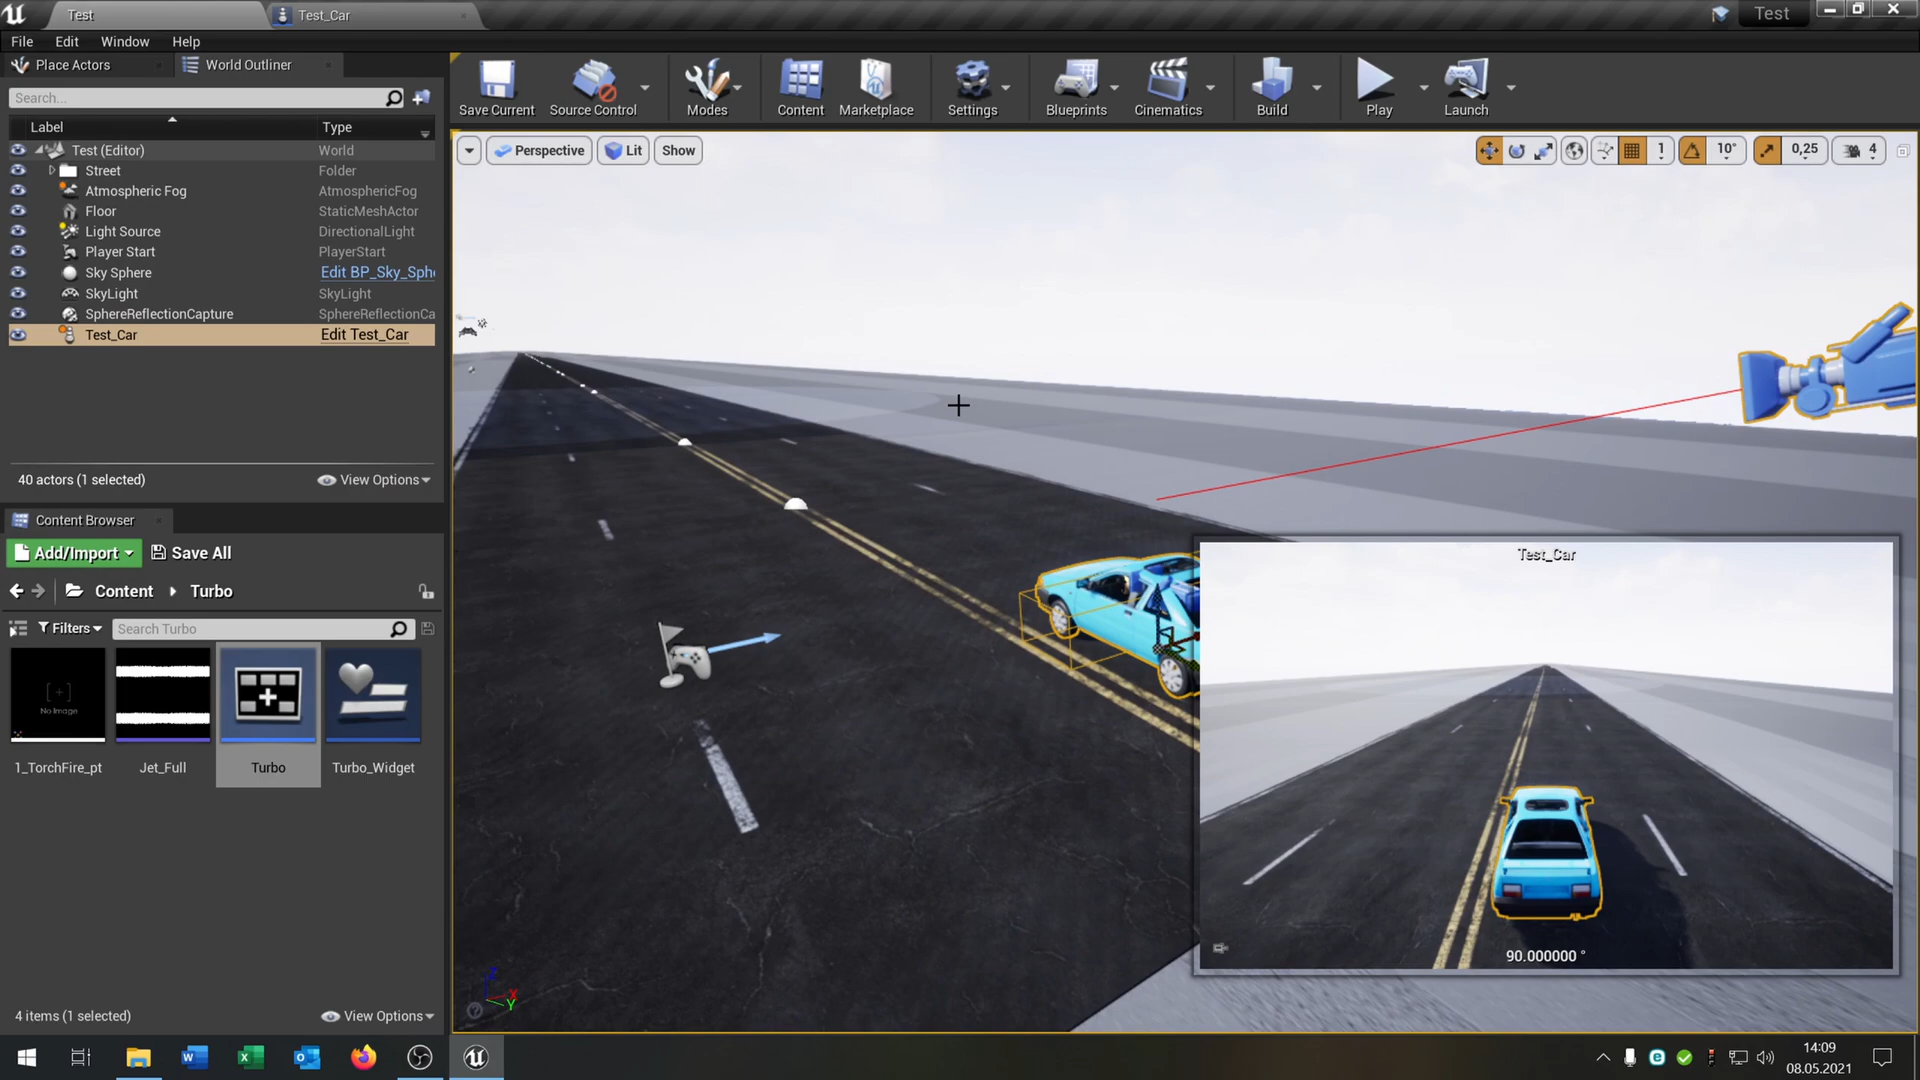 Test
Test_Car
Test
File
Edit
Window
Help
Place Actors
World Outliner
Search...
Label
Type
Test (Editor)
World
Street
Folder
Atmospheric Fog
AtmosphericFog
Floor
StaticMeshActor
Light Source
DirectionalLight
Player Start
PlayerStart
Sky Sphere
Edit BP_Sky_Sphe
SkyLight
SkyLight
SphereReflectionCapture
SphereReflectionCa
Test_Car
Edit Test_Car
40 actors (1 selected)
View Options
Save Current
Source Control
Modes
Content
Marketplace
Settings
Blueprints
Cinematics
Build
Play
Launch
Perspective
Lit
Show
1
10°
0,25
4
Test_Car
90.000000 °
Z
X
Y
Content Browser
Add/Import
Save All
Content
Turbo
Filters
Search Turbo
[+]
No Image
1_TorchFire_pt
Jet_Full
Turbo
Turbo_Widget
4 items (1 selected)
View Options
14:09
08.05.2021